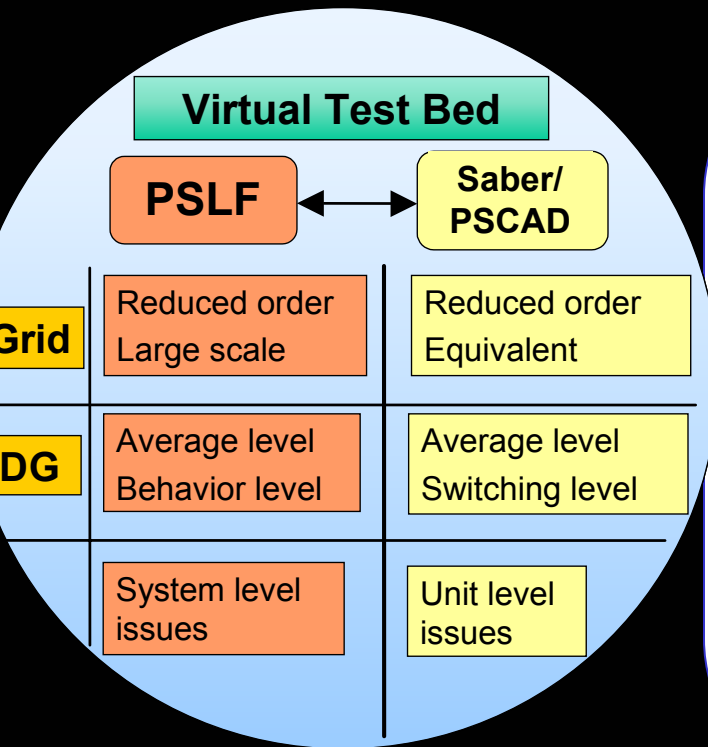 Virtual Test Bed
PSLF
Saber/
PSCAD
Grid
Reduced order
Large scale
Reduced order
Equivalent
DG
Average level
Behavior level
Average level
Switching level
System level
issues
Unit level
issues